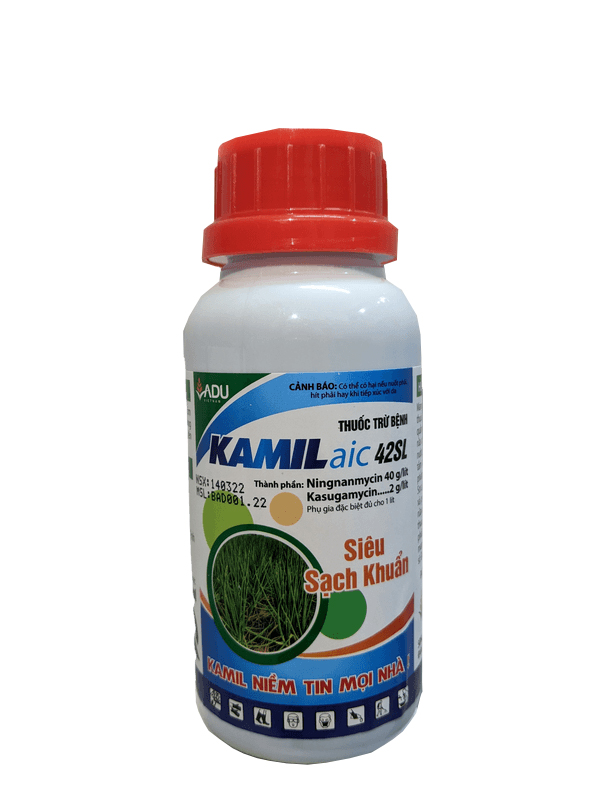 ADU
VIETNAM
CẢNH BÁO: Có thể có hại nếu nuốt phải,
hít phải hay khi tiếp xúc với da.
THUỐC TRỪ BỆNH
KAMILaic 42SL
NSX:140322
MSL:BAD001.22
Thành phần: Ningnanmycin 40 g/lít
Kasugamycin.....2 g/lít
Phụ gia đặc biệt đủ cho 1 lít
Siêu
Sạch Khuẩn
KAMIL NIỀM TIN MỌI NHÀ